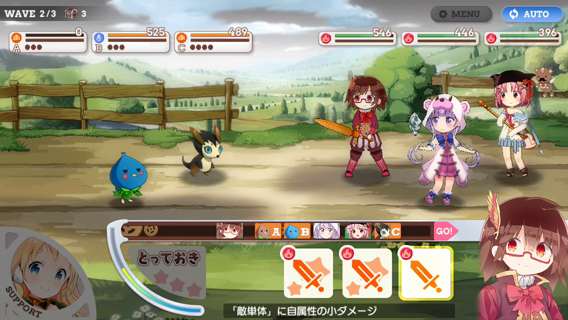 WAVE 2/3 3
MENU
AUTO
0
525
489
546
446
396
A
B
C
A B C GO!
とっておき
SUPPORT
「敵単体」に自属性の小ダメージ